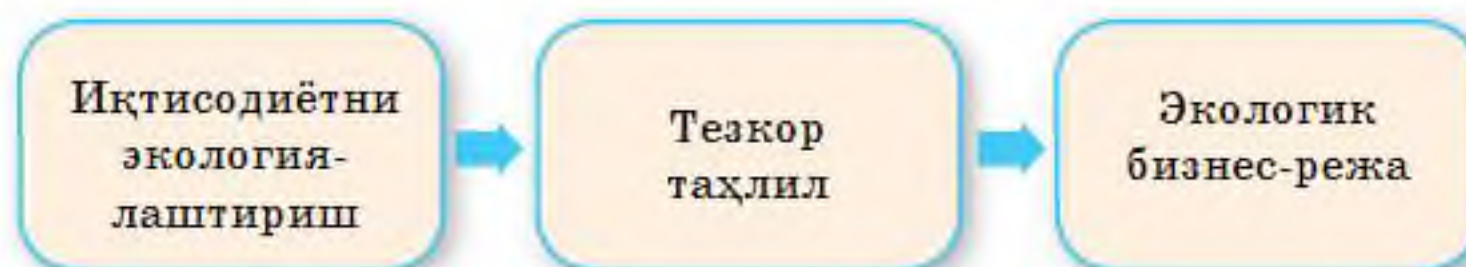 Иқтисодиётни
экология-
лаштириш
Тезкор
таҳлил
Экологик
бизнес-режа